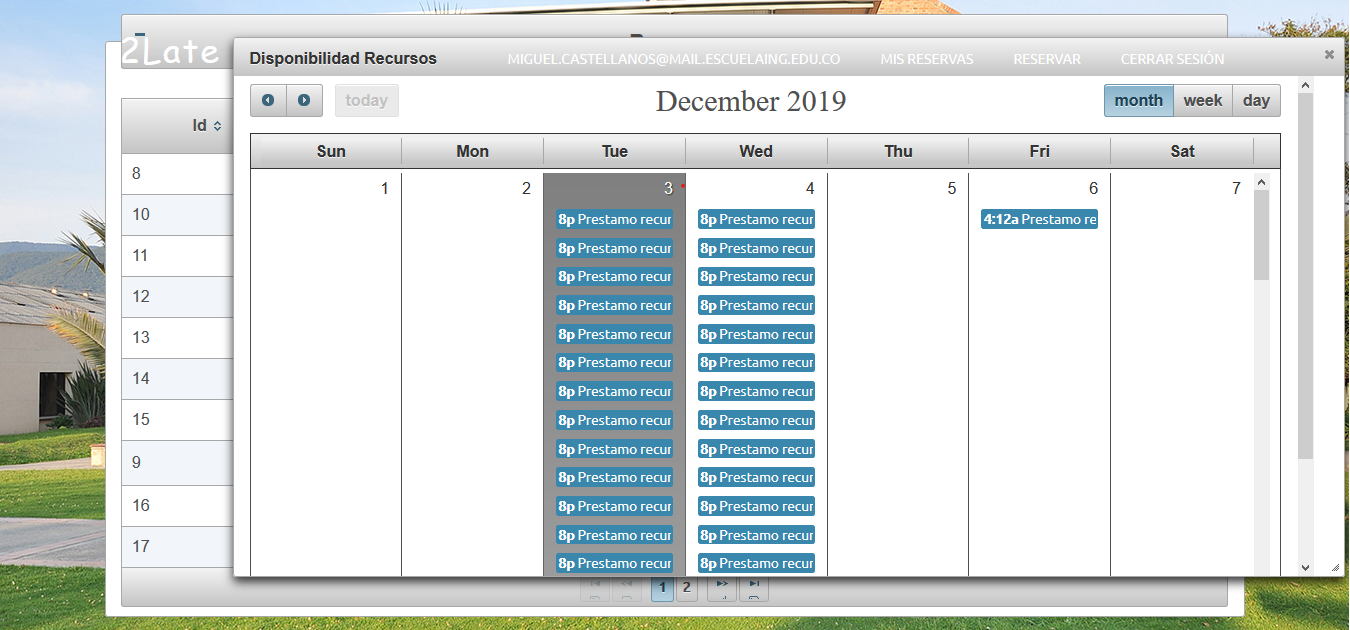 2Late
Disponibilidad Recursos MIGUEL.CASTELLANOS@MAIL.ESCUELAING.EDU.CO MIS RESERVAS RESERVAR CERRAR SESIÓN
today December 2019 month week day
Id
Sun Mon Tue Wed Thu Fri Sat
1 2 3 4 5 6 7
8p Prestamo recur 8p Prestamo recur 4:12a Prestamo re
8p Prestamo recur 8p Prestamo recur
8p Prestamo recur 8p Prestamo recur
8p Prestamo recur 8p Prestamo recur
8p Prestamo recur 8p Prestamo recur
8p Prestamo recur 8p Prestamo recur
8p Prestamo recur 8p Prestamo recur
8p Prestamo recur 8p Prestamo recur
8p Prestamo recur 8p Prestamo recur
8p Prestamo recur 8p Prestamo recur
8p Prestamo recur 8p Prestamo recur
8p Prestamo recur 8p Prestamo recur
8p Prestamo recur 8p Prestamo recur
8
10
11
12
13
14
15
9
16
17
1 2